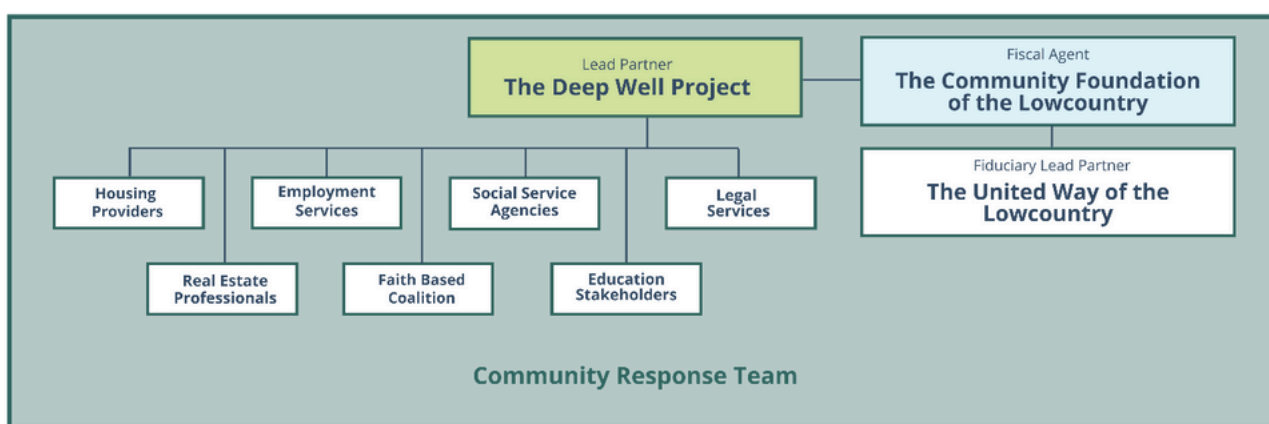 Lead Partner
The Deep Well Project
Fiscal Agent
The Community Foundation
of the Lowcountry
Fiduciary Lead Partner
The United Way of the
Lowcountry
Housing
Providers
Employment
Services
Social Service
Agencies
Legal
Services
Real Estate
Professionals
Faith Based
Coalition
Education
Stakeholders
Community Response Team